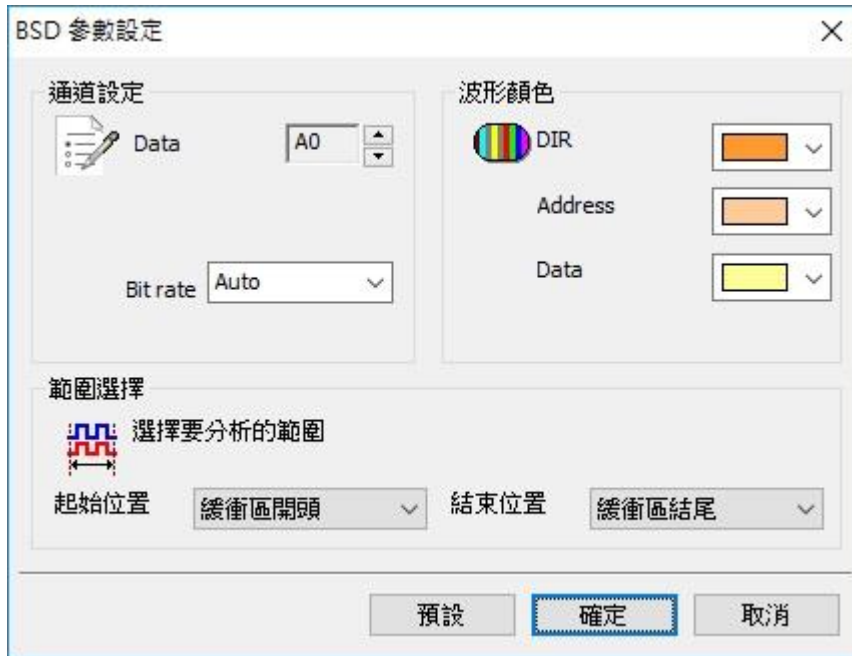 BSD 參數設定
通道設定
Data A0
Bit rate Auto
波形顏色
DIR
Address
Data
範圍選擇
選擇要分析的範圍
起始位置 緩衝區開頭 結束位置 緩衝區結尾
預設 確定 取消